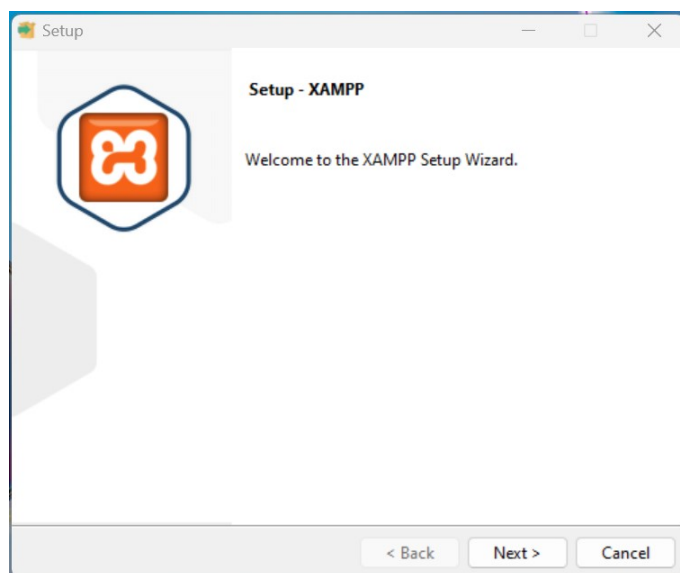 Setup
Setup - XAMPP
Welcome to the XAMPP Setup Wizard.
< Back
Next >
Cancel